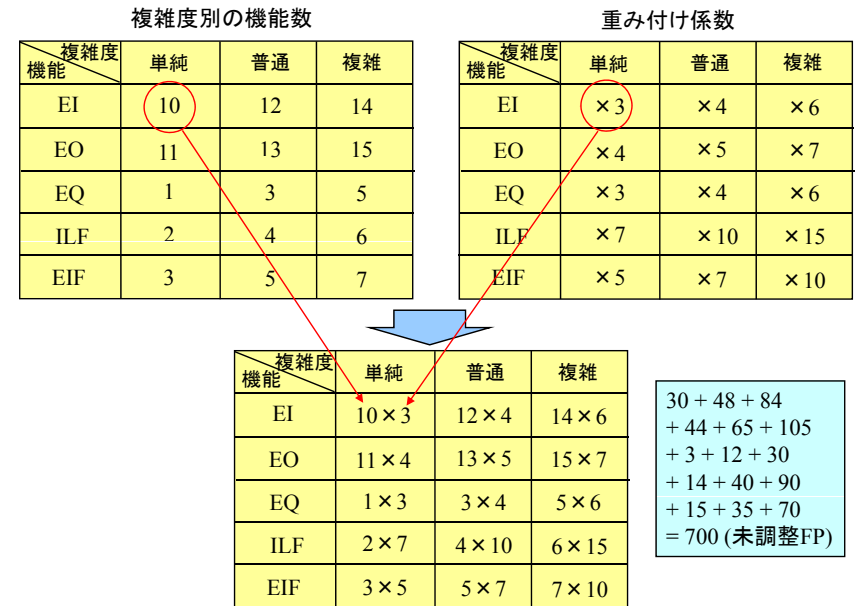 複雑度別の機能数
複雑度
機能 単純 普通 複雑
EI 10 12 14
EO 11 13 15
EQ 1 3 5
ILF 2 4 6
EIF 3 5 7
重み付け係数
複雑度
機能 単純 普通 複雑
EI ×3 ×4 ×6
EO ×4 ×5 ×7
EQ ×3 ×4 ×6
ILF ×7 ×10 ×15
EIF ×5 ×7 ×10
複雑度
機能 単純 普通 複雑
EI 10×3 12×4 14×6
EO 11×4 13×5 15×7
EQ 1×3 3×4 5×6
ILF 2×7 4×10 6×15
EIF 3×5 5×7 7×10
30 + 48 + 84
+ 44 + 65 + 105
+ 3 + 12 + 30
+ 14 + 40 + 90
+ 15 + 35 + 70
= 700 (未調整FP)